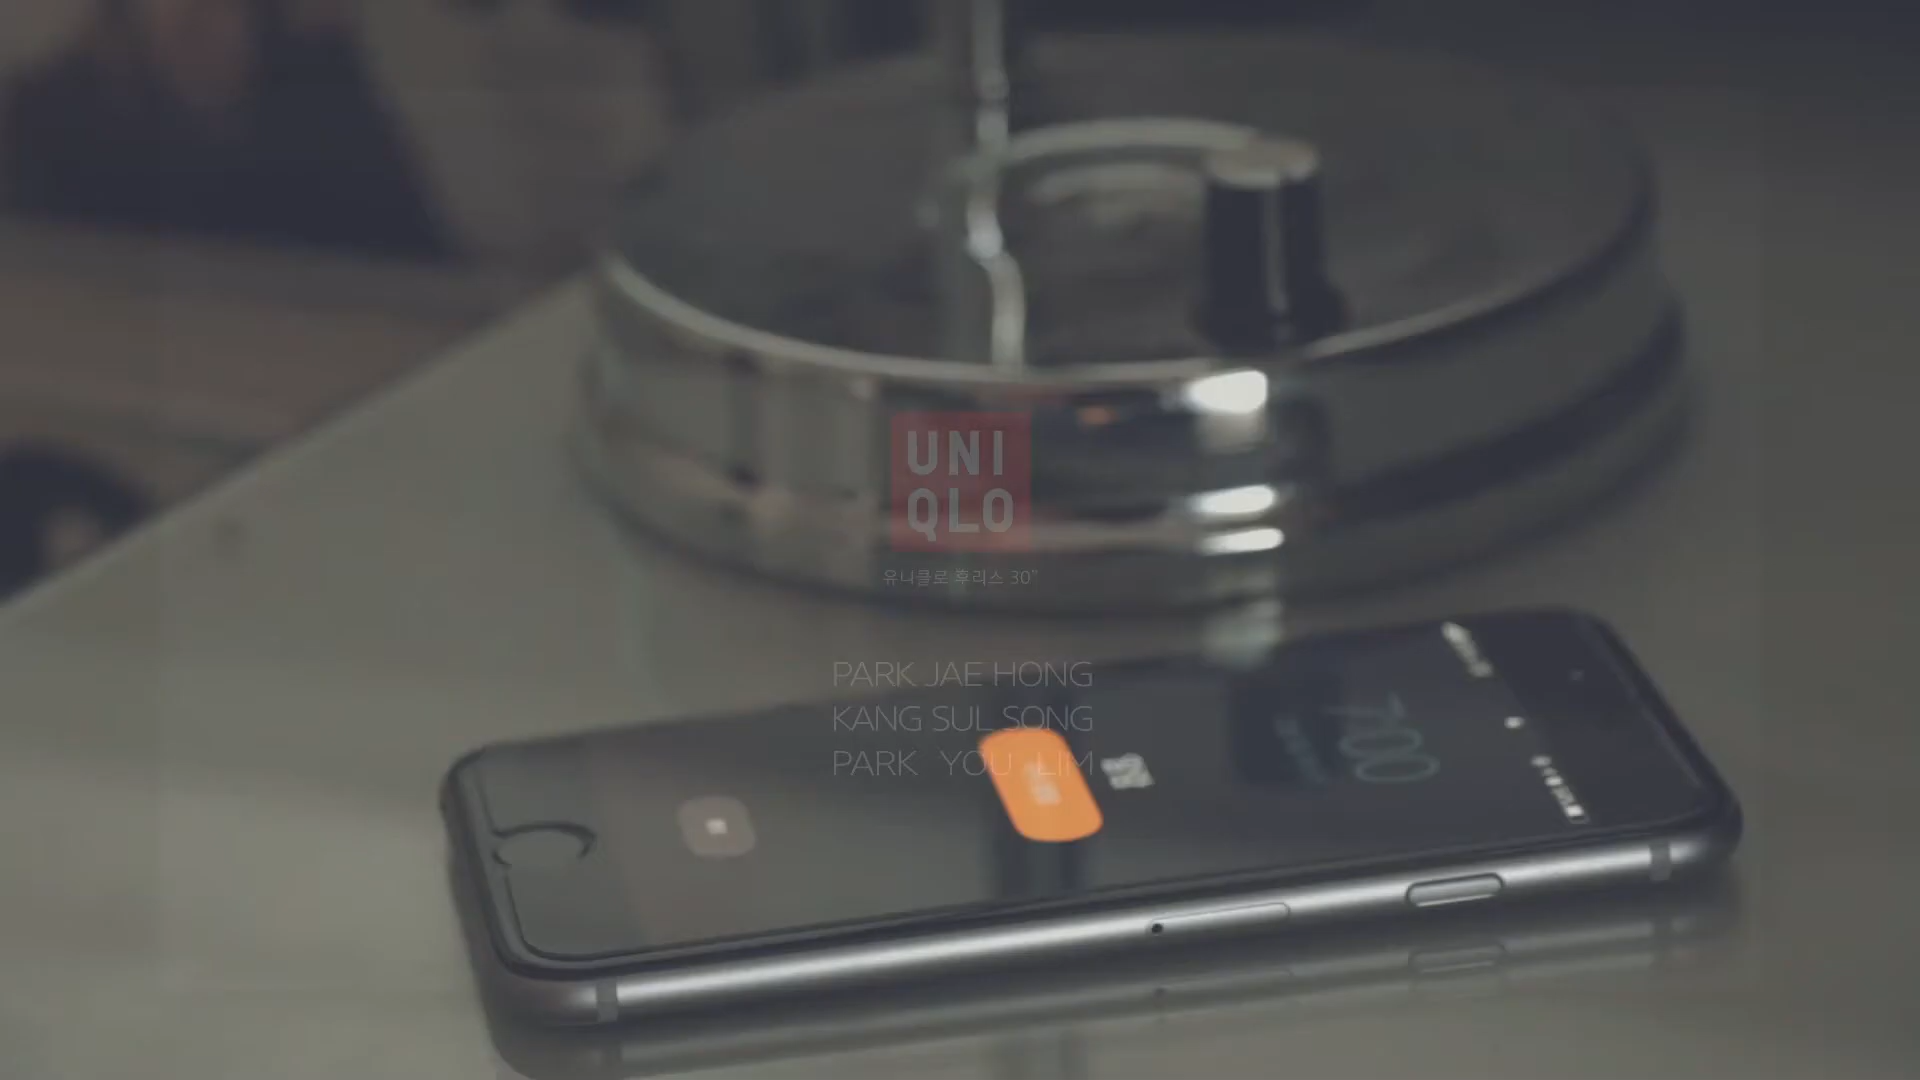 UNI
QLO
유니클로 후리스 30"
PARK JAE HONG
KANG SUL SONG
PARK YOU LIM
7:00